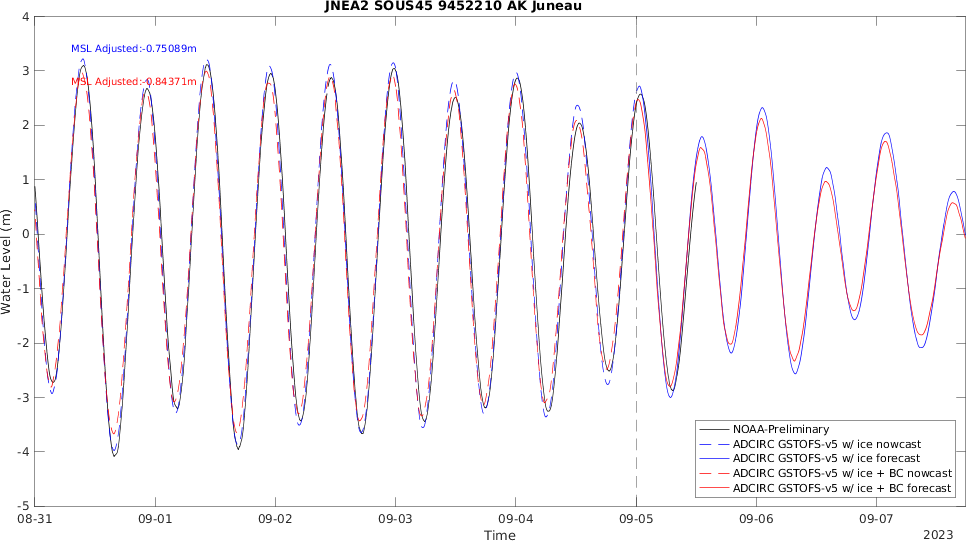 JNEA2 SOUS45 9452210 AK Juneau
MSL Adjusted:-0.75089m
MSL Adjusted:-0.84371m
Water Level (m)
4
3
2
1
0
-1
-2
-3
-4
-5
NOAA-Preliminary
ADCIRC GSTOFS-v5 w/ ice nowcast
ADCIRC GSTOFS-v5 w/ ice forecast
ADCIRC GSTOFS-v5 w/ ice + BC nowcast
ADCIRC GSTOFS-v5 w/ ice + BC forecast
08-31 09-01 09-02 09-03 09-04 09-05 09-06 09-07
Time
2023